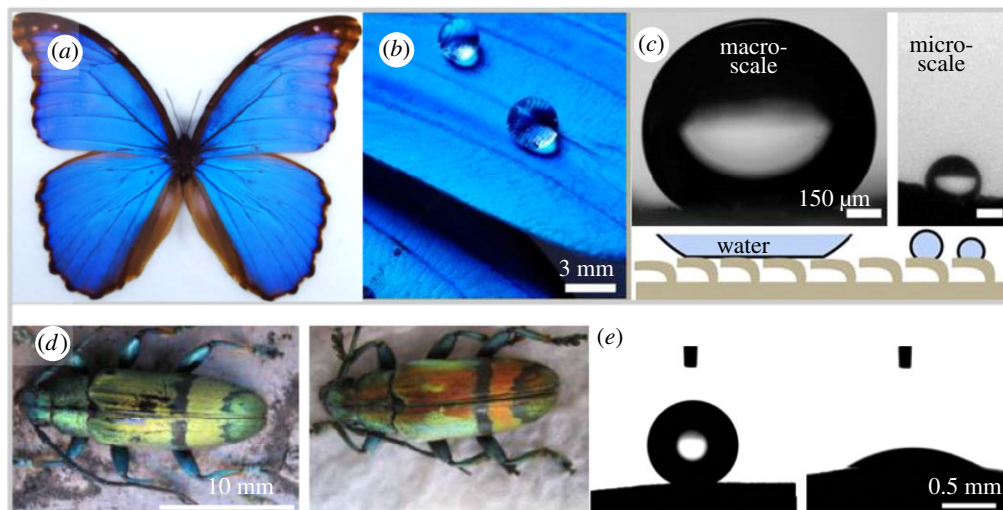 (a)
(b)
3 mm
(c)
macro-
scale
150 µm
micro-
scale
water
(d)
10 mm
(e)
0.5 mm